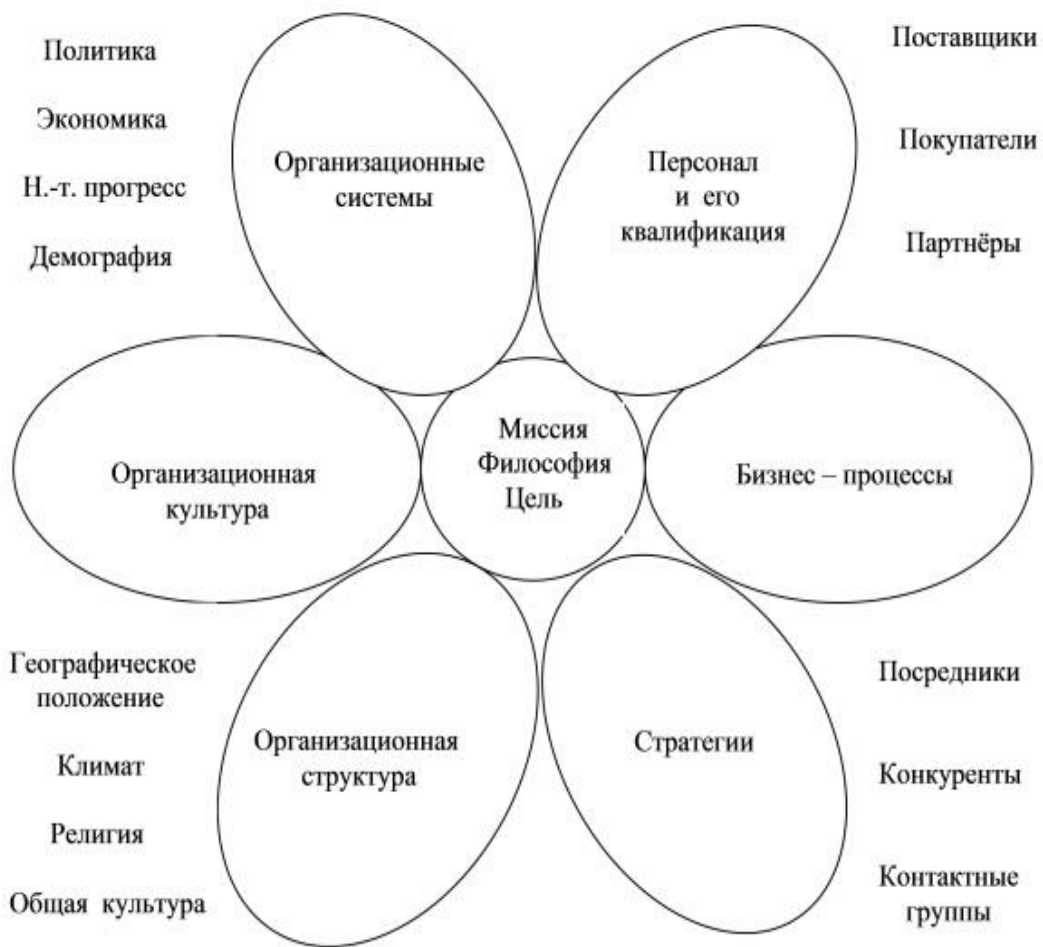 Политика
Экономика
Н.-т. прогресс
Демография
Организационные
системы
Персонал
и его
квалификация
Поставщики
Покупатели
Партнёры
Организационная
культура
Миссия
Философия
Цель
Бизнес – процессы
Географическое
положение
Климат
Религия
Общая культура
Организационная
структура
Стратегии
Посредники
Конкуренты
Контактные
группы